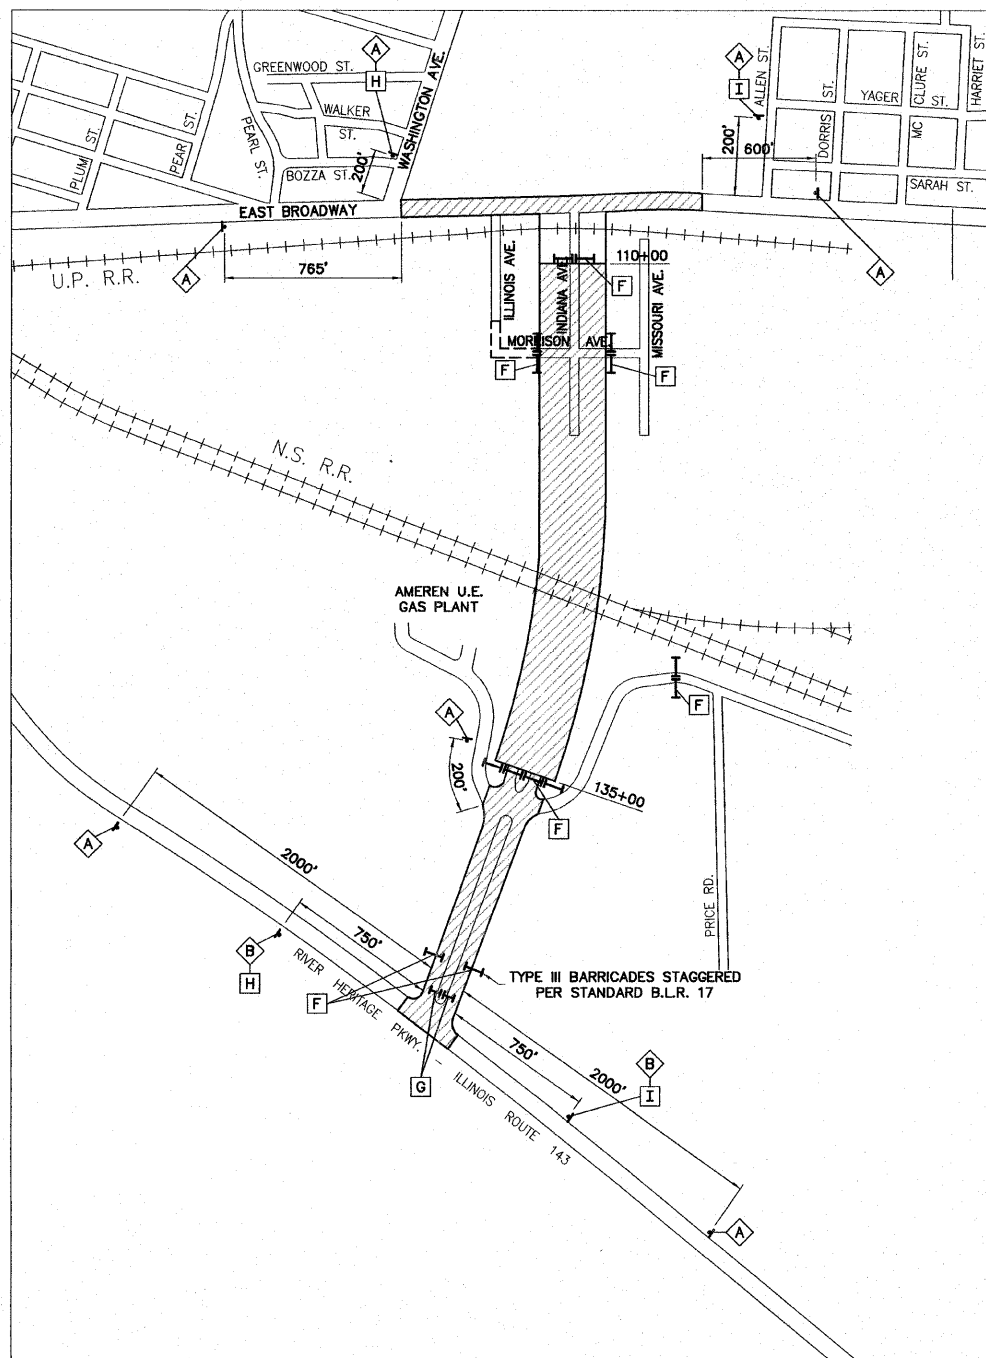 A
H
GREENWOOD ST.
WALKER
ST.
WASHINGTON AVE.
PEARL ST.
BOZZA ST.
200'
PLUM ST.
PEAR ST.
EAST BROADWAY
A
765'
U.P. R.R.
A
I
ALLEN ST.
200'
600'
DORRIS ST.
YAGER ST.
MC CLURE ST.
HARRIET ST.
SARAH ST.
A
ILLINOIS AVE.
INDIANA AVE
110+00
F
MISSOURI AVE.
MORRISON AVE
F
F
N.S. R.R.
AMEREN U.E.
GAS PLANT
A
200'
F
F
135+00
PRICE RD.
A
2000'
750'
B
H
RIVER HERITAGE PKWY. - ILLINOIS ROUTE 143
F
TYPE III BARRICADES STAGGERED
PER STANDARD B.L.R. 17
G
750'
2000'
B
I
A